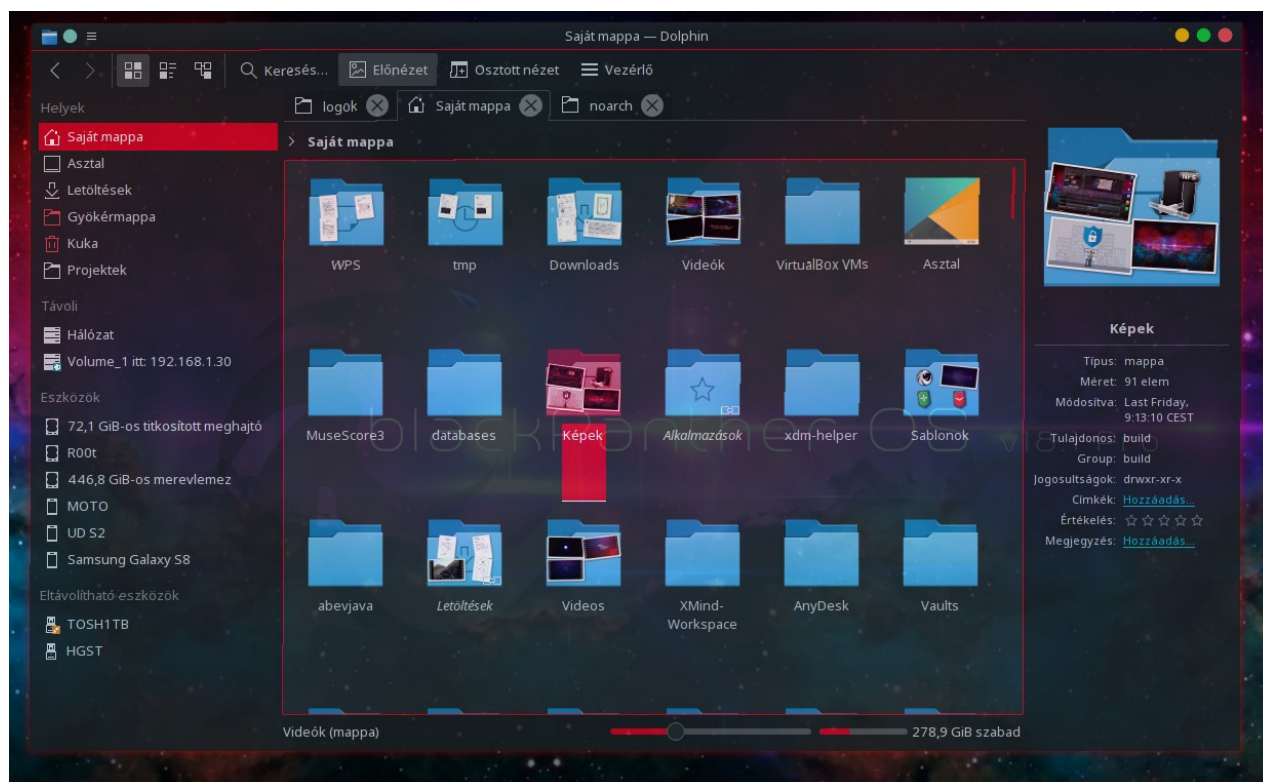 Saját mappa — Dolphin
Keresés... Előnézet Osztott nézet Vezérlő
Helyek
logok Saját mappa noarch
Saját mappa
Saját mappa
Asztal
Letöltések
Gyökérmappa
Kuka
Projektek
Távoli
Hálózat
Volume_1 itt: 192.168.1.30
Eszközök
72,1 GiB-os titkosított meghajtó
R00t
446,8 GiB-os merevlemez
MOTO
UD S2
Samsung Galaxy S8
Eltávolítható eszközök
TOSH1TB
HGST
WPS tmp Downloads Videók VirtualBox VMs Asztal
MuseScore3 databases Képek Alkalmazások xdm-helper Sablonok
blackPanther OS
abevjava Letöltések Videos XMind-
Workspace AnyDesk Vaults
NFS
Képek
Típus: mappa
Méret: 91 elem
Módosítva: Last Friday,
9:13:10 CEST
Tulajdonos: build
Group: build
Jogosultságok: drwxr-xr-x
Címkék: Hozzáadás...
Értékelés:
Megjegyzés: Hozzáadás...
Videók (mappa) 278,9 GiB szabad